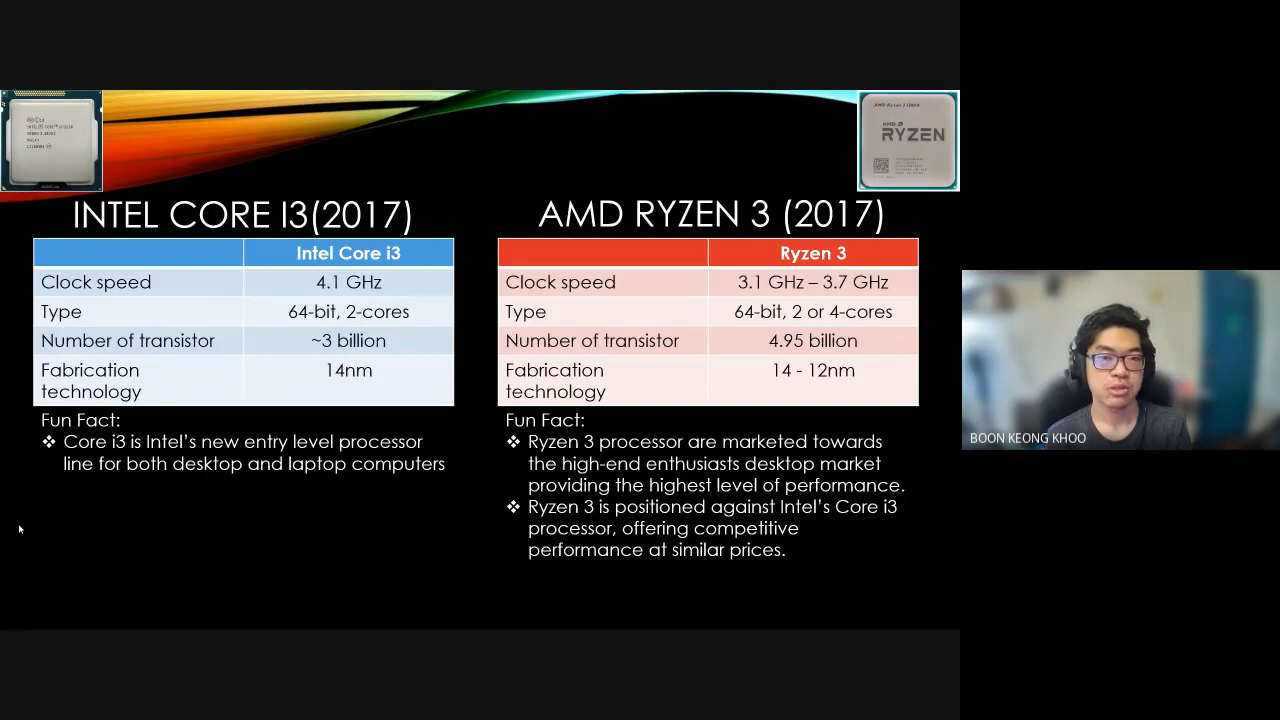 AMD Ryzen 3 1300X
AMD
RYZEN
INTEL CORE I3(2017)
Intel Core i3
Clock speed 4.1 GHz
Type 64-bit, 2-cores
Number of transistor ~3 billion
Fabrication 14nm
technology
Fun Fact:
❖ Core i3 is Intel's new entry level processor
line for both desktop and laptop computers
AMD RYZEN 3 (2017)
Ryzen 3
Clock speed 3.1 GHz – 3.7 GHz
Type 64-bit, 2 or 4-cores
Number of transistor 4.95 billion
Fabrication 14 - 12nm
technology
Fun Fact:
❖ Ryzen 3 processor are marketed towards
the high-end enthusiasts desktop market
providing the highest level of performance.
❖ Ryzen 3 is positioned against Intel's Core i3
processor, offering competitive
performance at similar prices.
BOON KEONG KHOO